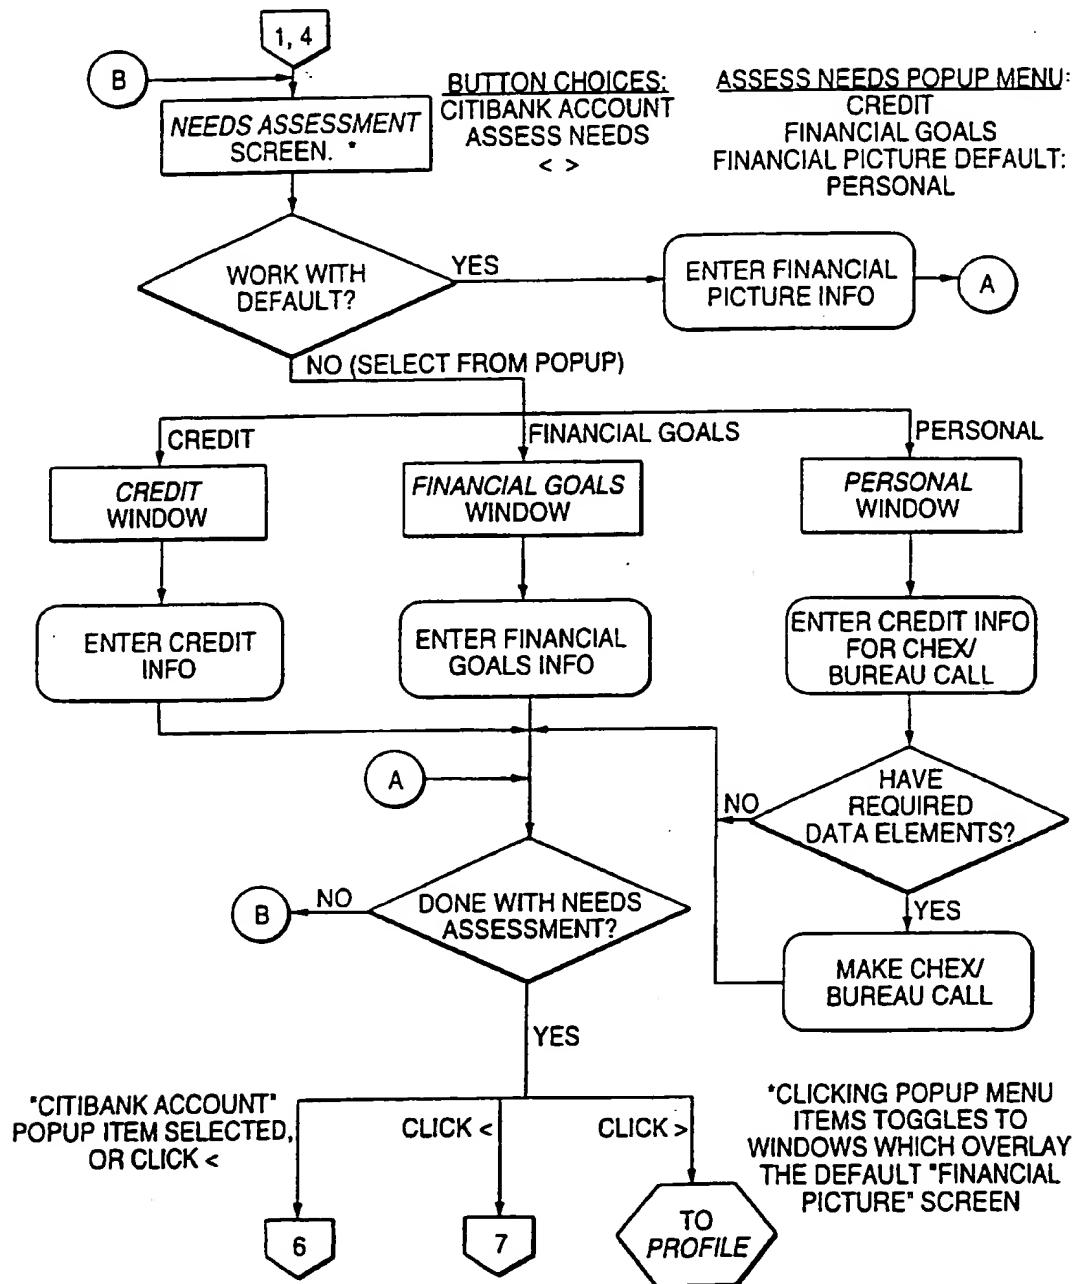 1, 4
B
NEEDS ASSESSMENT
SCREEN. *
BUTTON CHOICES:
CITIBANK ACCOUNT
ASSESS NEEDS
< >
ASSESS NEEDS POPUP MENU:
CREDIT
FINANCIAL GOALS
FINANCIAL PICTURE DEFAULT:
PERSONAL
WORK WITH
DEFAULT?
YES
ENTER FINANCIAL
PICTURE INFO
A
NO (SELECT FROM POPUP)
CREDIT
FINANCIAL GOALS
PERSONAL
CREDIT
WINDOW
FINANCIAL GOALS
WINDOW
PERSONAL
WINDOW
ENTER CREDIT
INFO
ENTER FINANCIAL
GOALS INFO
ENTER CREDIT INFO
FOR CHEX/
BUREAU CALL
A
HAVE
REQUIRED
DATA ELEMENTS?
NO
YES
B
NO
DONE WITH NEEDS
ASSESSMENT?
MAKE CHEX/
BUREAU CALL
YES
"CITIBANK ACCOUNT"
POPUP ITEM SELECTED,
OR CLICK <
CLICK <
CLICK >
*CLICKING POPUP MENU
ITEMS TOGGLES TO
WINDOWS WHICH OVERLAY
THE DEFAULT "FINANCIAL
PICTURE" SCREEN
6
7
TO
PROFILE